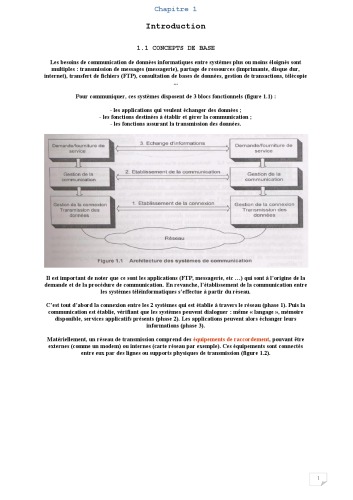 Chapitre 1
Introduction
1.1 CONCEPTS DE BASE
Les besoins de communication de données informatiques entre systèmes plus ou moins éloignés sont
multiples : transmission de messages (messagerie), partage de ressources (imprimante, disque dur,
internet), transfert de fichiers (FTP), consultation de bases de données, gestion de transactions, télécopie
...
Pour communiquer, ces systèmes disposent de 3 blocs fonctionnels (figure 1.1) :
- les applications qui veulent échanger des données ;
- les fonctions destinées à établir et gérer la communication ;
- les fonctions assurant la transmission des données.
Demande/fourniture de
service
3. Echange d'informations
Demande/fourniture de
service
Gestion de la
communication
2. Etablissement de la communication
Gestion de la
communication
Gestion de la connexion
Transmission des
données
1. Etablissement de la connexion
Gestion de la connexion
Transmission des
données
Réseau
Figure 1.1 Architecture des systèmes de communication
Il est important de noter que ce sont les applications (FTP, messagerie, etc ...) qui sont à l'origine de la
demande et de la procédure de communication. En revanche, l'établissement de la communication entre
les systèmes téléinformatiques s'effectue à partir du réseau.
C'est tout d'abord la connexion entre les 2 systèmes qui est établie à travers le réseau (phase 1). Puis la
communication est établie, vérifiant que les systèmes peuvent dialoguer : même « langage », mémoire
disponible, services applicatifs présents (phase 2). Les applications peuvent alors échanger leurs
informations (phase 3).
Matériellement, un réseau de transmission comprend des équipements de raccordement, pouvant être
externes (comme un modem) ou internes (carte réseau par exemple). Ces équipements sont connectés
entre eux par des lignes ou supports physiques de transmission (figure 1.2).
1